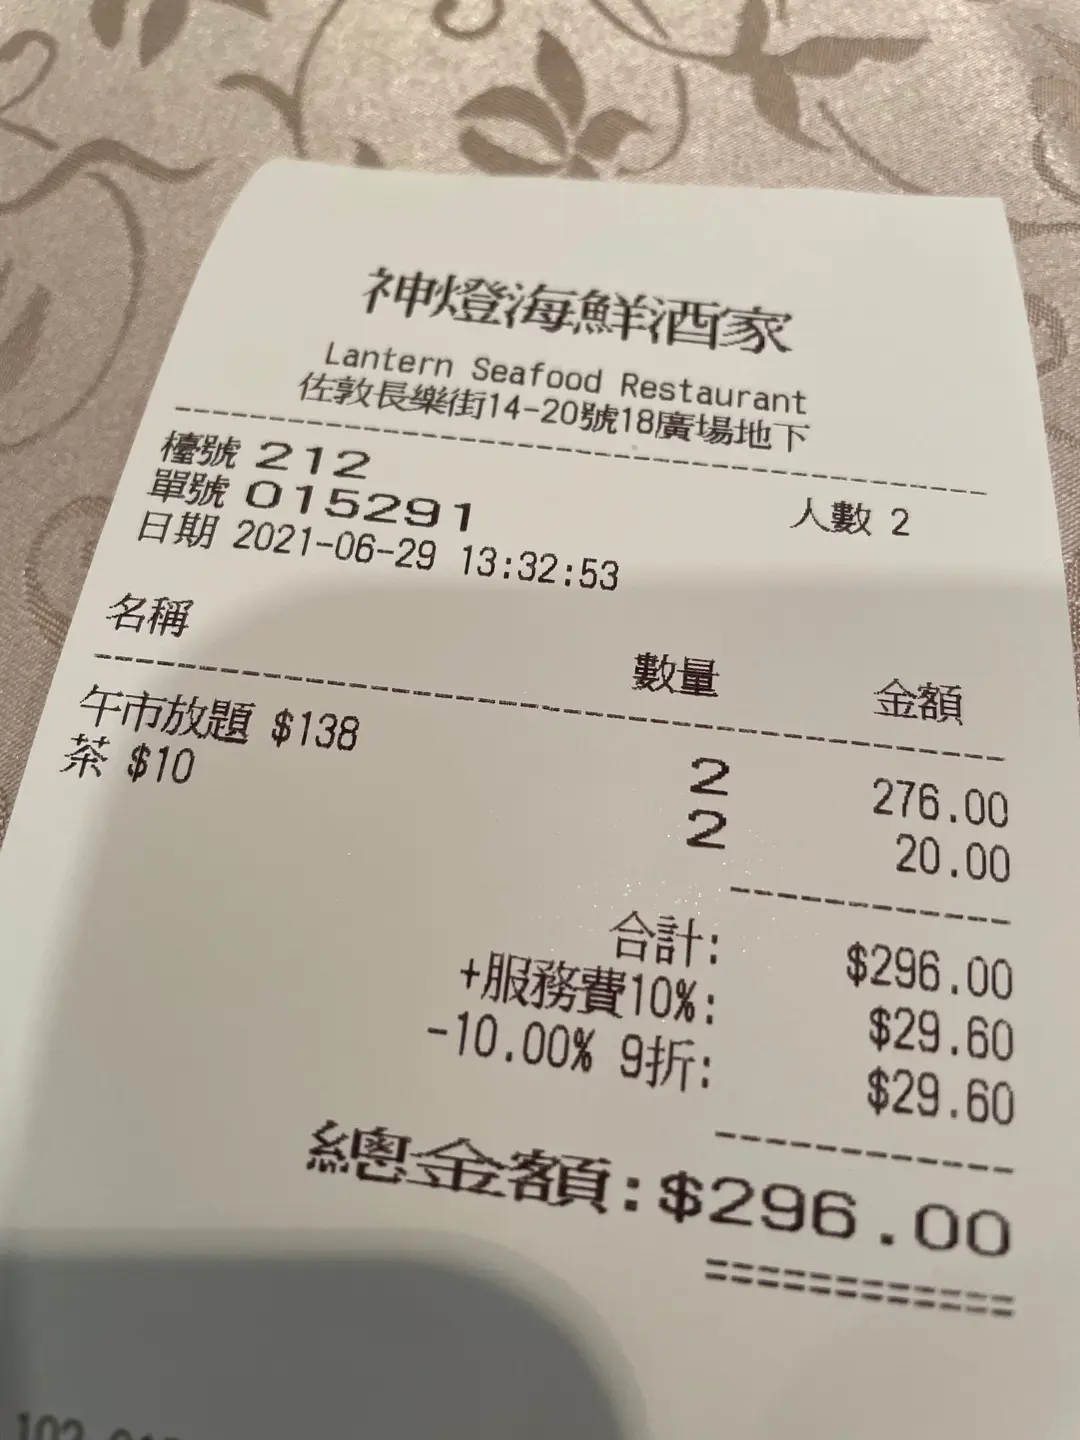 神燈海鮮酒家
Lantern Seafood Restaurant
佐敦長樂街14-20號18廣場地下
檯號 212
人數 2
單號 015291
日期 2021-06-29 13:32:53
名稱 數量 金額
午市放題 $138 2 276.00
茶 $10 2 20.00
合計: $296.00
+服務費10%: $29.60
-10.00% 9折: $29.60
總金額:$296.00